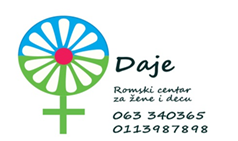 Daje
Romski centar
za žene i decu
063 340365
0113987898